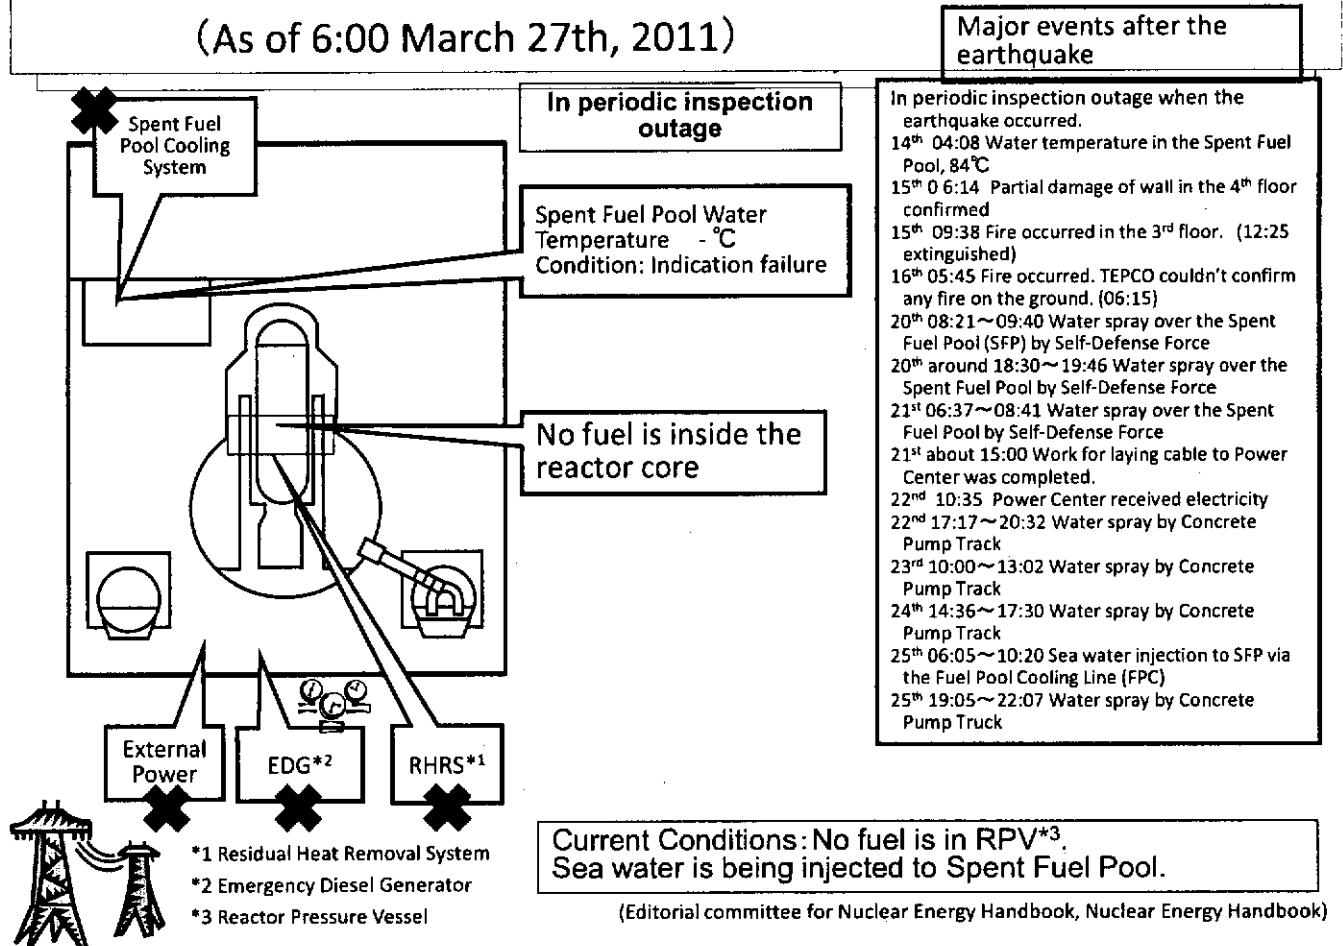 (As of 6:00 March 27th, 2011)
Major events after the
earthquake
Spent Fuel
Pool Cooling
System
In periodic inspection
outage
Spent Fuel Pool Water
Temperature - ℃
Condition: Indication failure
No fuel is inside the
reactor core
In periodic inspection outage when the
earthquake occurred.
14th 04:08 Water temperature in the Spent Fuel
Pool, 84℃
15th 0 6:14 Partial damage of wall in the 4th floor
confirmed
15th 09:38 Fire occurred in the 3rd floor. (12:25
extinguished)
16th 05:45 Fire occurred. TEPCO couldn't confirm
any fire on the ground. (06:15)
20th 08:21～09:40 Water spray over the Spent
Fuel Pool (SFP) by Self-Defense Force
20th around 18:30～19:46 Water spray over the
Spent Fuel Pool by Self-Defense Force
21st 06:37～08:41 Water spray over the Spent
Fuel Pool by Self-Defense Force
21st about 15:00 Work for laying cable to Power
Center was completed.
22nd 10:35 Power Center received electricity
22nd 17:17～20:32 Water spray by Concrete
Pump Track
23rd 10:00～13:02 Water spray by Concrete
Pump Track
24th 14:36～17:30 Water spray by Concrete
Pump Track
25th 06:05～10:20 Sea water injection to SFP via
the Fuel Pool Cooling Line (FPC)
25th 19:05～22:07 Water spray by Concrete
Pump Truck
External
Power
EDG*2
RHRS*1
*1 Residual Heat Removal System
*2 Emergency Diesel Generator
*3 Reactor Pressure Vessel
Current Conditions: No fuel is in RPV*3.
Sea water is being injected to Spent Fuel Pool.
(Editorial committee for Nuclear Energy Handbook, Nuclear Energy Handbook)